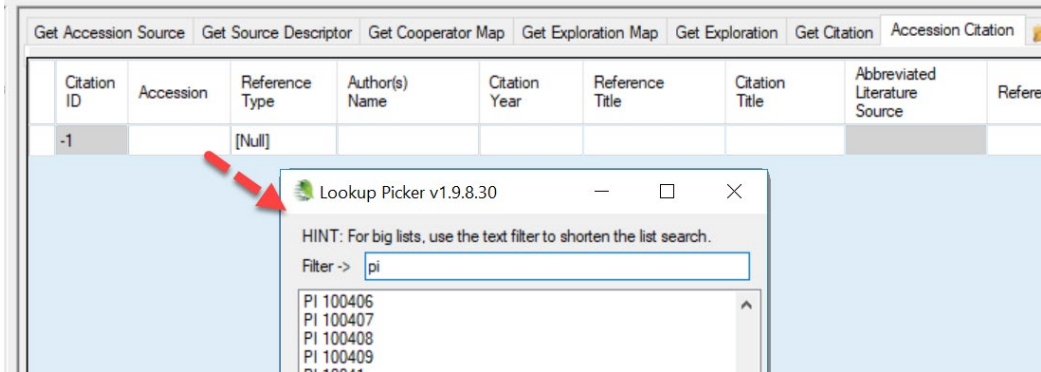 Get Accession Source Get Source Descriptor Get Cooperator Map Get Exploration Map Get Exploration Get Citation Accession Citation
Citation ID Accession Reference Type Author(s) Name Citation Year Reference Title Citation Title Abbreviated Literature Source Refere
-1 [Null]
Lookup Picker v1.9.8.30
HINT: For big lists, use the text filter to shorten the list search.
Filter -> pi
PI 100406
PI 100407
PI 100408
PI 100409